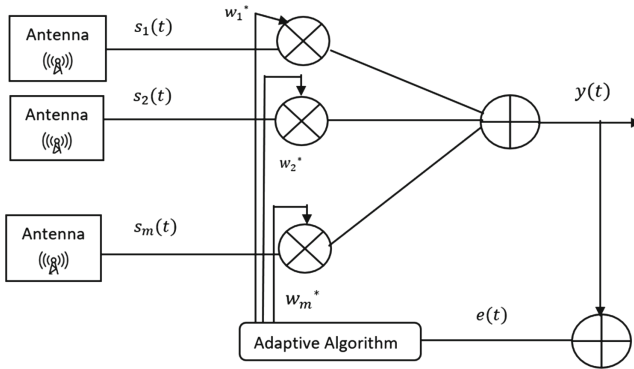 w₁*
Antenna
s₁(t)
Antenna
s₂(t)
y(t)
w₂*
Antenna
sₘ(t)
wₘ*
e(t)
Adaptive Algorithm